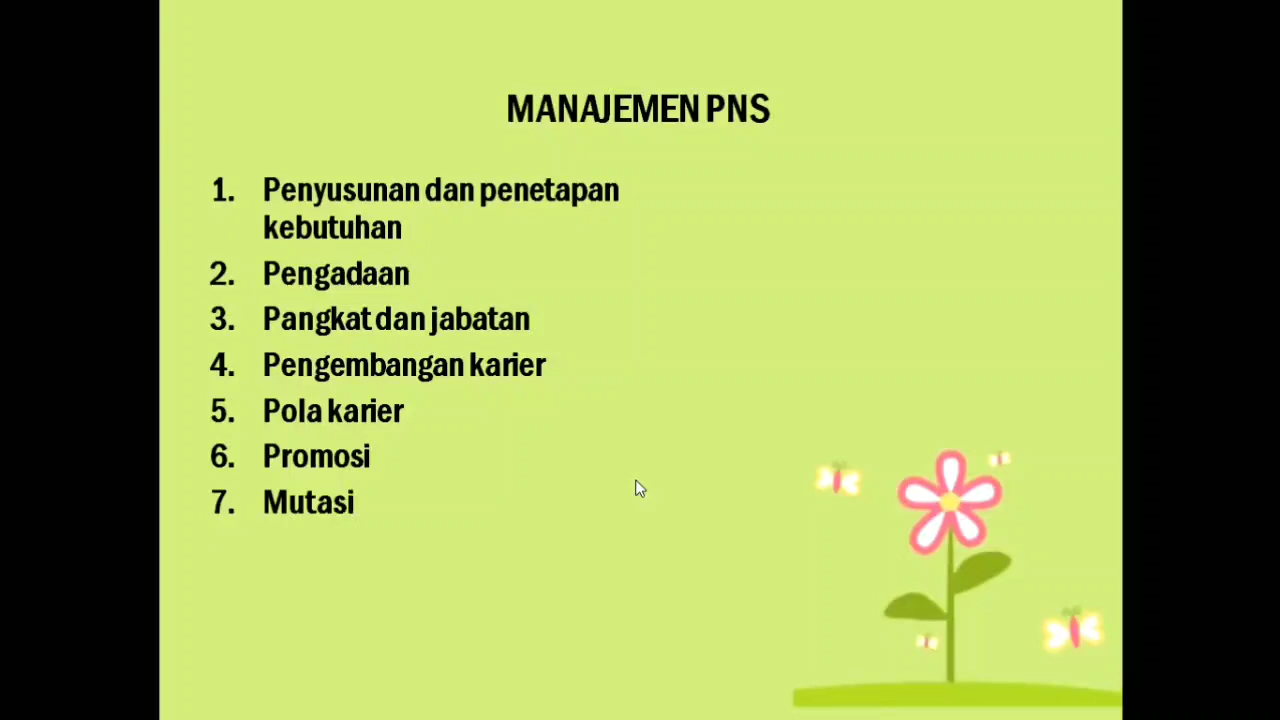 MANAJEMEN PNS
1. Penyusunan dan penetapan
kebutuhan
2. Pengadaan
3. Pangkat dan jabatan
4. Pengembangan karier
5. Pola karier
6. Promosi
7. Mutasi